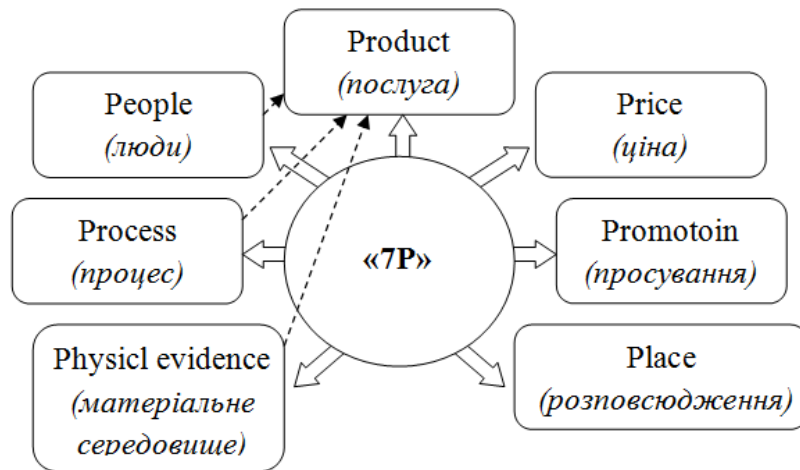 Product
(послуга)
People
(люди)
Price
(ціна)
Process
(процес)
«7P»
Promotoin
(просування)
Physicl evidence
(матеріальне
середовище)
Place
(розповсюдження)